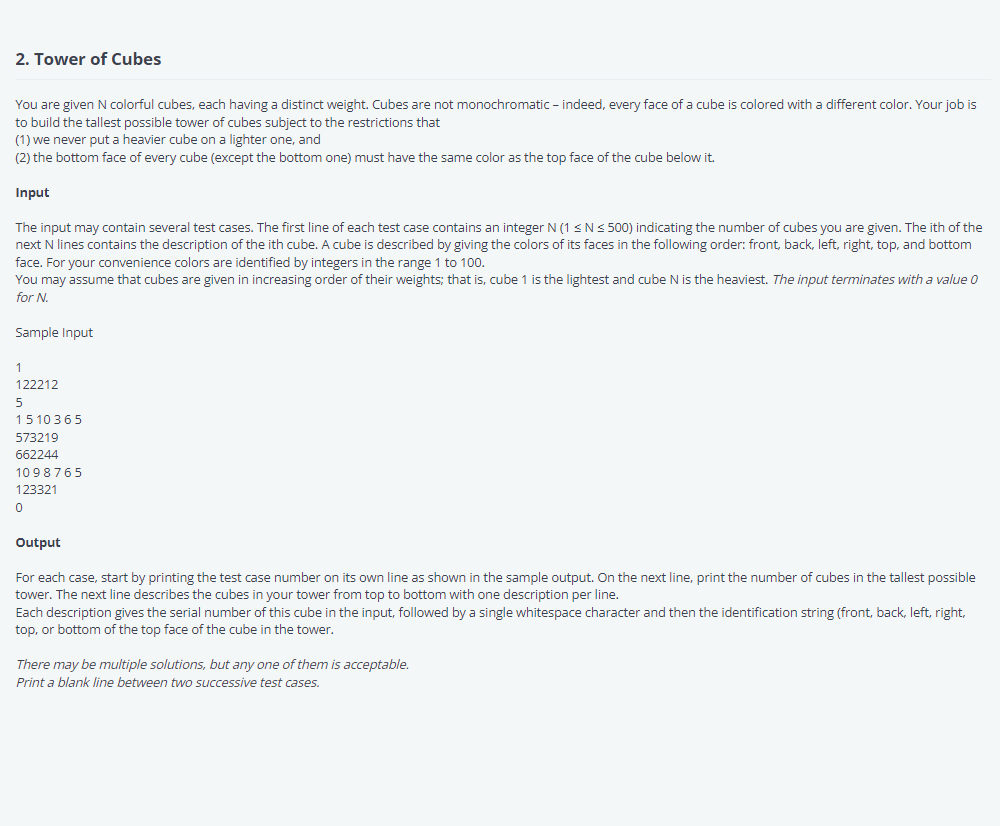 2. Tower of Cubes
You are given N colorful cubes, each having a distinct weight. Cubes are not monochromatic – indeed, every face of a cube is colored with a different color. Your job is
to build the tallest possible tower of cubes subject to the restrictions that
(1) we never put a heavier cube on a lighter one, and
(2) the bottom face of every cube (except the bottom one) must have the same color as the top face of the cube below it.
Input
The input may contain several test cases. The first line of each test case contains an integer N (1 ≤ N ≤ 500) indicating the number of cubes you are given. The ith of the
next N lines contains the description of the ith cube. A cube is described by giving the colors of its faces in the following order: front, back, left, right, top, and bottom
face. For your convenience colors are identified by integers in the range 1 to 100.
You may assume that cubes are given in increasing order of their weights; that is, cube 1 is the lightest and cube N is the heaviest. The input terminates with a value 0
for N.
Sample Input
1
122212
5
1 5 10 3 6 5
573219
662244
10 9 8 7 6 5
123321
0
Output
For each case, start by printing the test case number on its own line as shown in the sample output. On the next line, print the number of cubes in the tallest possible
tower. The next line describes the cubes in your tower from top to bottom with one description per line.
Each description gives the serial number of this cube in the input, followed by a single whitespace character and then the identification string (front, back, left, right,
top, or bottom of the top face of the cube in the tower.
There may be multiple solutions, but any one of them is acceptable.
Print a blank line between two successive test cases.